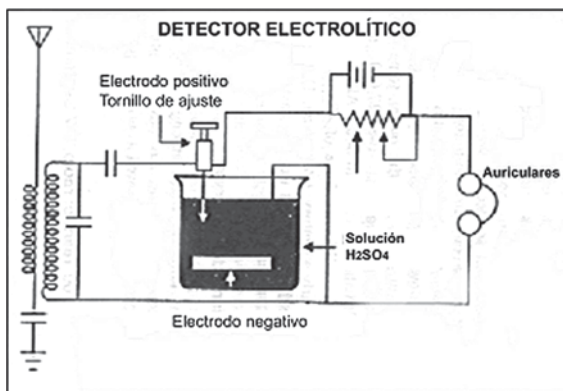 DETECTOR ELECTROLÍTICO
Electrodo positivo
Tornillo de ajuste
Auriculares
Solución
H2SO4
Electrodo negativo